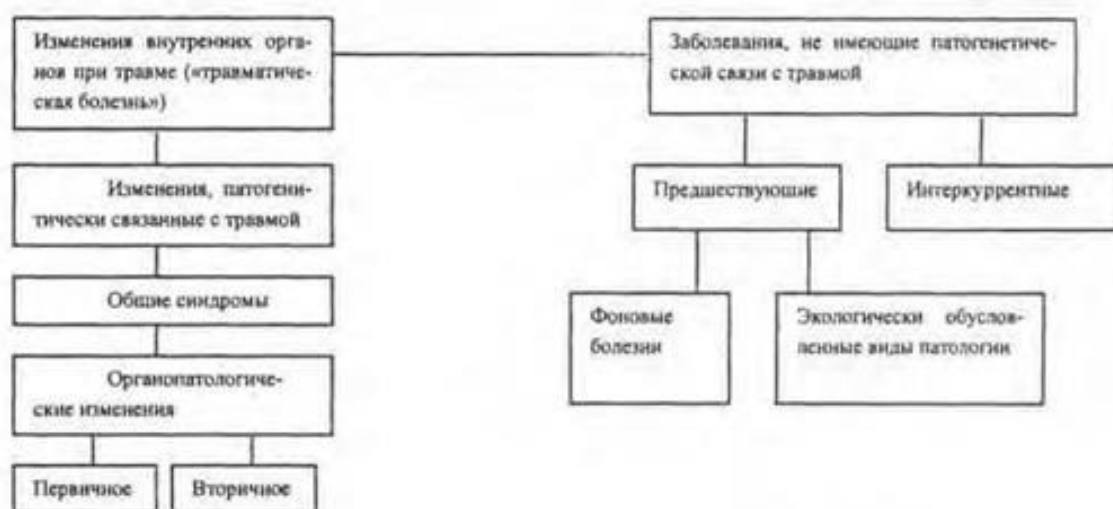 Изменения внутренних орга-
нов при травме («травматиче-
ская болезнь»)
Заболевания, не имеющие патогенетиче-
ской связи с травмой
Изменения, патогени-
тически связанные с травмой
Предшествующие
Интеркуррентные
Общие синдромы
Фоновые
болезни
Экологически обуслов-
ленные виды патологии
Органопатологиче-
ские изменения
Первичное
Вторичное